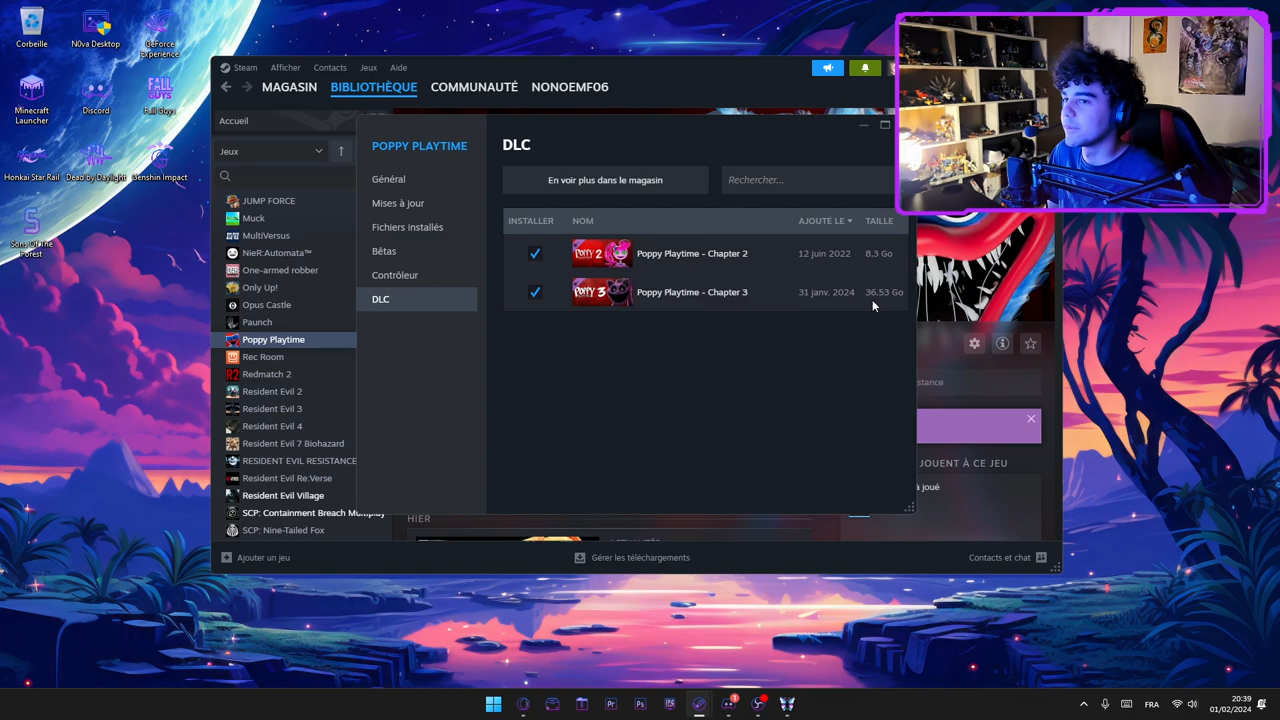 Corbeille
N0va Desktop
GeForce Experience
Minecraft Launcher
Discord
Fall Guys
Honkai Star Rail
Dead by Daylight
Genshin Impact
Sons Of The Forest
Steam Afficher Contacts Jeux Aide
MAGASIN BIBLIOTHÈQUE COMMUNAUTÉ NONOEMF06
Accueil
Jeux
JUMP FORCE
Muck
MultiVersus
NieR:Automata™
One-armed robber
Only Up!
Opus Castle
Paunch
Poppy Playtime
Rec Room
Redmatch 2
Resident Evil 2
Resident Evil 3
Resident Evil 4
Resident Evil 7 Biohazard
RESIDENT EVIL RESISTANCE
Resident Evil Re:Verse
Resident Evil Village
SCP: Containment Breach Multiplay
SCP: Nine-Tailed Fox
POPPY PLAYTIME
Général
Mises à jour
Fichiers installés
Bêtas
Contrôleur
DLC
DLC
En voir plus dans le magasin
Rechercher...
INSTALLER NOM AJOUTÉ LE TAILLE
Poppy Playtime - Chapter 2 12 juin 2022 8,3 Go
Poppy Playtime - Chapter 3 31 janv. 2024 36,53 Go
stance
JOUENT À CE JEU
à joué
HIER
Ajouter un jeu
Gérer les téléchargements
Contacts et chat
FRA
20:39
01/02/2024